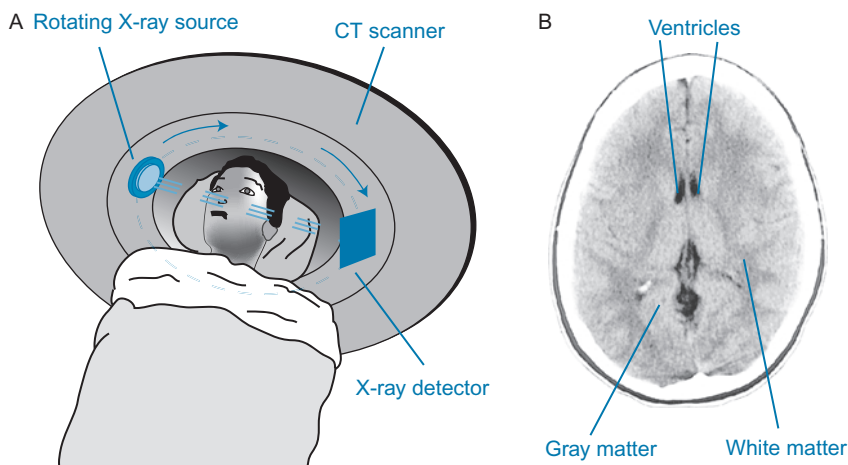 A
Rotating X-ray source
CT scanner
X-ray detector
B
Ventricles
Gray matter
White matter